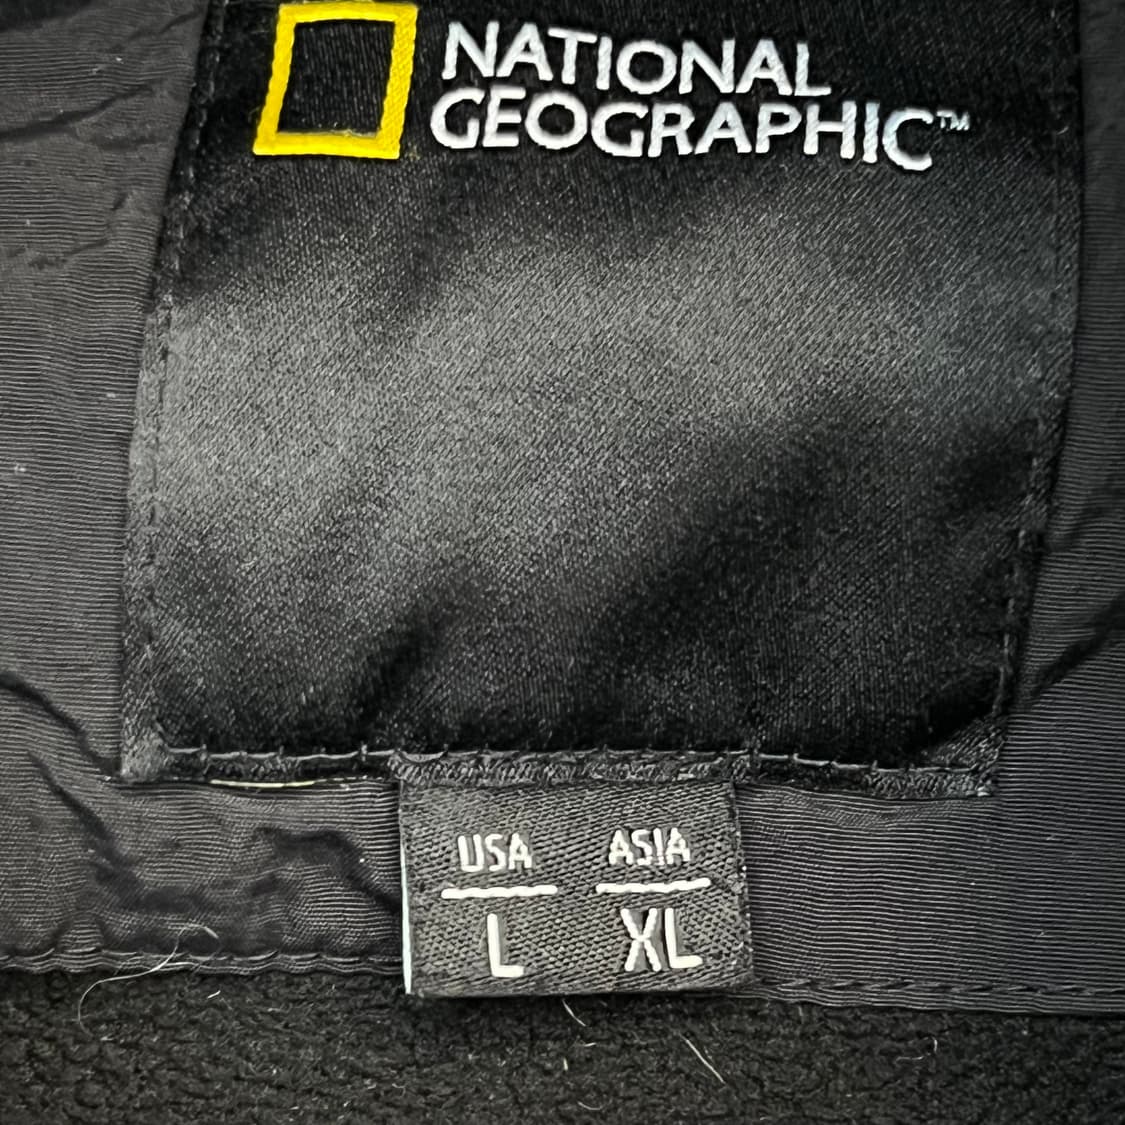 NATIONAL
GEOGRAPHIC™
USA ASIA
L XL